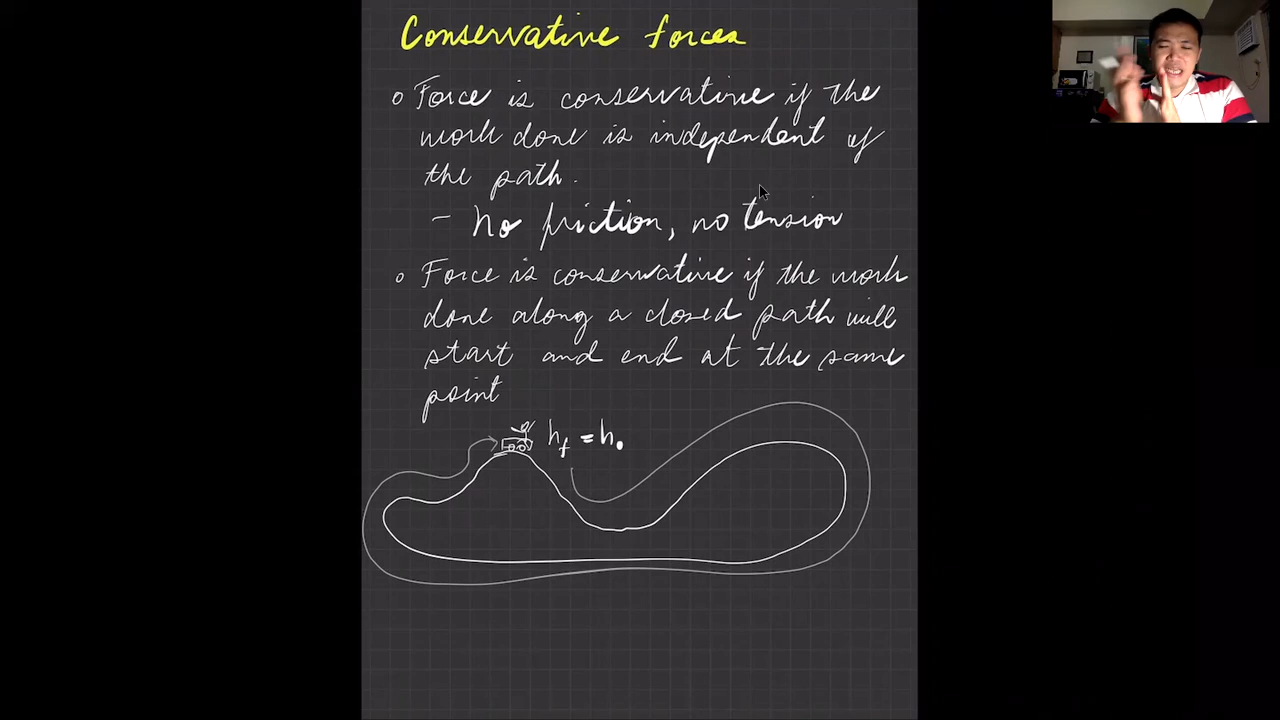 Conservative forces
o Force is conservative if the
work done is independent of
the path.
- No friction, no tension
o Force is conservative if the work
done along a closed path will
start and end at the same
point
hf = ho